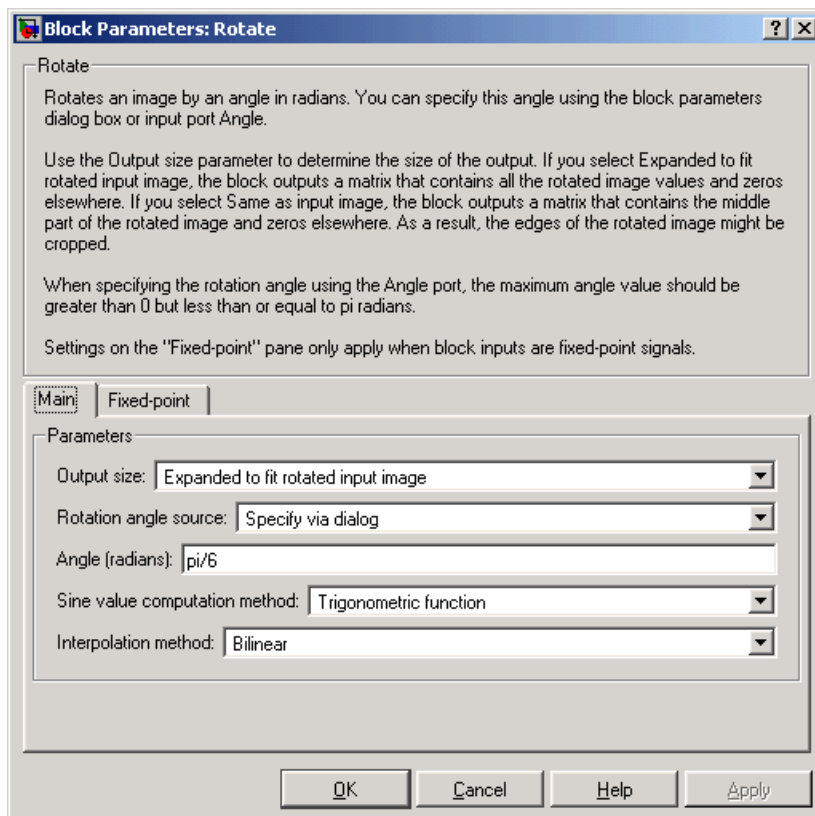 Block Parameters: Rotate
Rotate
Rotates an image by an angle in radians. You can specify this angle using the block parameters
dialog box or input port Angle.
Use the Output size parameter to determine the size of the output. If you select Expanded to fit
rotated input image, the block outputs a matrix that contains all the rotated image values and zeros
elsewhere. If you select Same as input image, the block outputs a matrix that contains the middle
part of the rotated image and zeros elsewhere. As a result, the edges of the rotated image might be
cropped.
When specifying the rotation angle using the Angle port, the maximum angle value should be
greater than 0 but less than or equal to pi radians.
Settings on the "Fixed-point" pane only apply when block inputs are fixed-point signals.
Main Fixed-point
Parameters
Output size: Expanded to fit rotated input image
Rotation angle source: Specify via dialog
Angle (radians): pi/6
Sine value computation method: Trigonometric function
Interpolation method: Bilinear
OK Cancel Help Apply